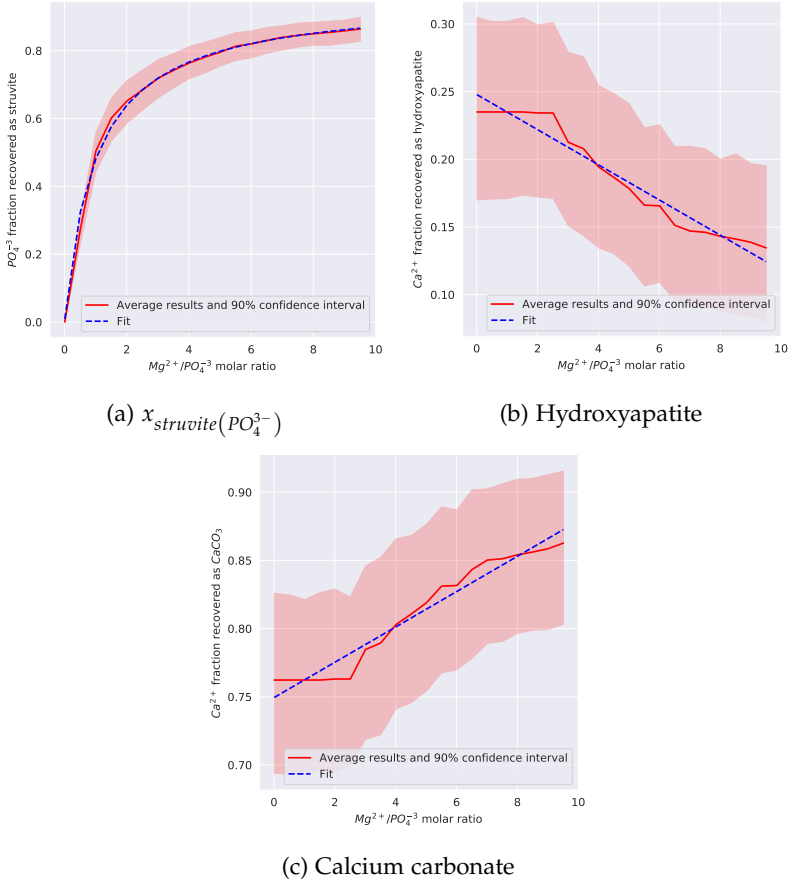 0.8
0.6
0.4
0.2
0.0
PO₄⁻³ fraction recovered as struvite
Average results and 90% confidence interval
Fit
0 2 4 6 8 10
Mg²⁺/PO₄⁻³ molar ratio
(a) x_struvite(PO₄³⁻)
0.30
0.25
0.20
0.15
0.10
Ca²⁺ fraction recovered as hydroxyapatite
Average results and 90% confidence interval
Fit
0 2 4 6 8 10
Mg²⁺/PO₄⁻³ molar ratio
(b) Hydroxyapatite
0.90
0.85
0.80
0.75
0.70
Ca²⁺ fraction recovered as CaCO₃
Average results and 90% confidence interval
Fit
0 2 4 6 8 10
Mg²⁺/PO₄⁻³ molar ratio
(c) Calcium carbonate